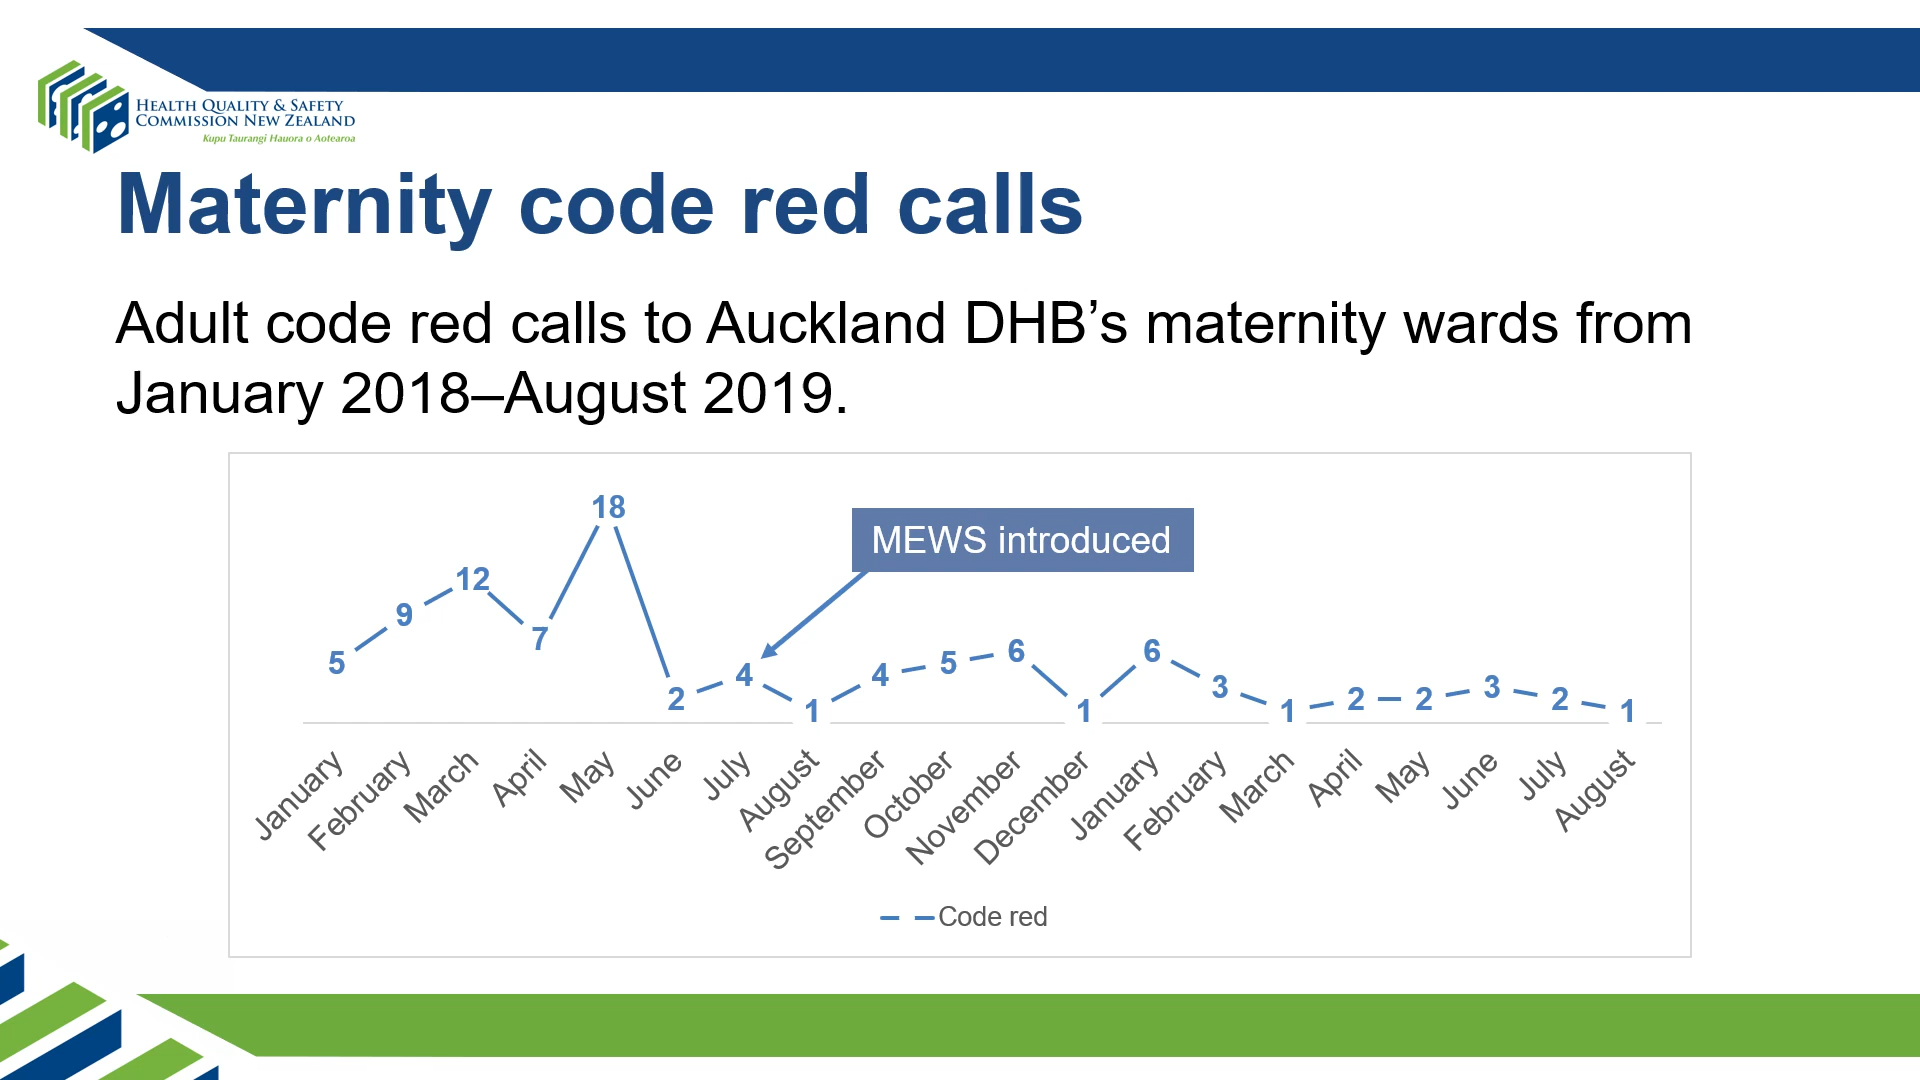 HEALTH QUALITY & SAFETY
COMMISSION NEW ZEALAND
Kupu Taurangi Hauora o Aotearoa
Maternity code red calls
Adult code red calls to Auckland DHB’s maternity wards from
January 2018–August 2019.
18
MEWS introduced
12
9
7
5
2
4
1
4
5
6
1
6
3
1
2
2
3
2
1
January
February
March
April
May
June
July
August
September
October
November
December
January
February
March
April
May
June
July
August
Code red